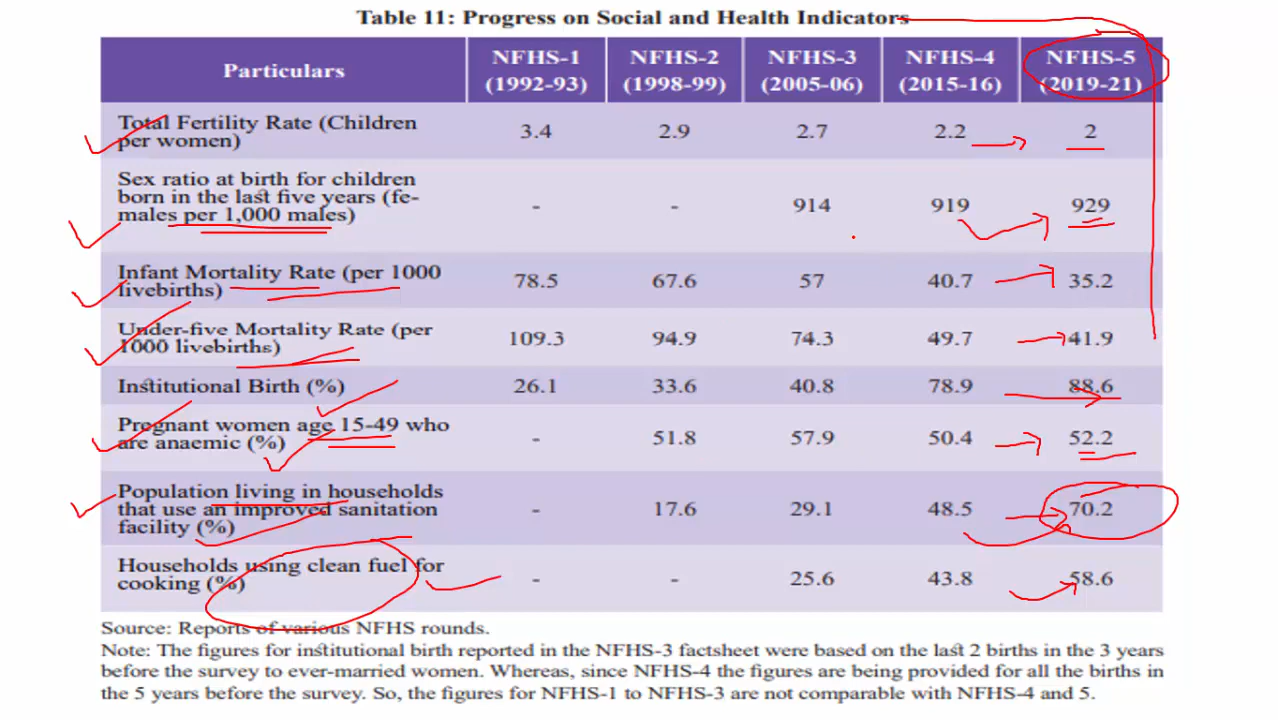 Table 11: Progress on Social and Health Indicators
Particulars NFHS-1 (1992-93) NFHS-2 (1998-99) NFHS-3 (2005-06) NFHS-4 (2015-16) NFHS-5 (2019-21)
Total Fertility Rate (Children
per women) 3.4 2.9 2.7 2.2 2
Sex ratio at birth for children
born in the last five years (fe-
males per 1,000 males) - - 914 919 929
Infant Mortality Rate (per 1000
livebirths) 78.5 67.6 57 40.7 35.2
Under-five Mortality Rate (per
1000 livebirths) 109.3 94.9 74.3 49.7 41.9
Institutional Birth (%) 26.1 33.6 40.8 78.9 88.6
Pregnant women age 15-49 who
are anaemic (%) - 51.8 57.9 50.4 52.2
Population living in households
that use an improved sanitation
facility (%) - 17.6 29.1 48.5 70.2
Households using clean fuel for
cooking (%) - - 25.6 43.8 58.6
Source: Reports of various NFHS rounds.
Note: The figures for institutional birth reported in the NFHS-3 factsheet were based on the last 2 births in the 3 years
before the survey to ever-married women. Whereas, since NFHS-4 the figures are being provided for all the births in
the 5 years before the survey. So, the figures for NFHS-1 to NFHS-3 are not comparable with NFHS-4 and 5.